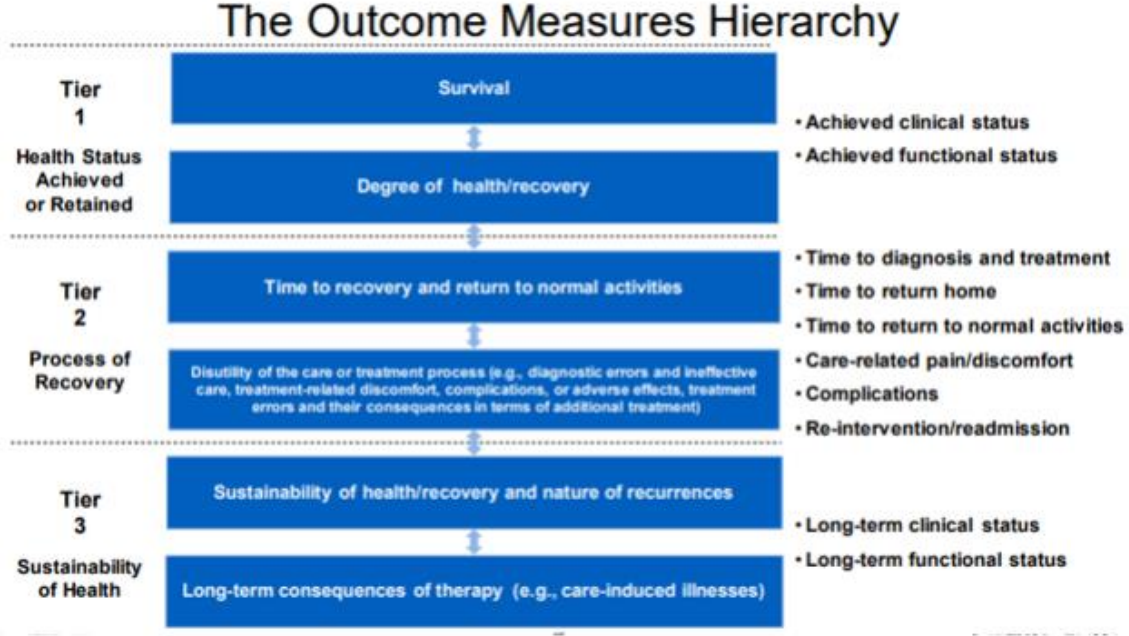 The Outcome Measures Hierarchy
Tier
1
Health Status
Achieved
or Retained
Survival
Degree of health/recovery
• Achieved clinical status
• Achieved functional status
Tier
2
Process of
Recovery
Time to recovery and return to normal activities
Disutility of the care or treatment process (e.g., diagnostic errors and ineffective
care, treatment-related discomfort, complications, or adverse effects, treatment
errors and their consequences in terms of additional treatment)
• Time to diagnosis and treatment
• Time to return home
• Time to return to normal activities
• Care-related pain/discomfort
• Complications
• Re-intervention/readmission
Tier
3
Sustainability
of Health
Sustainability of health/recovery and nature of recurrences
Long-term consequences of therapy (e.g., care-induced illnesses)
• Long-term clinical status
• Long-term functional status